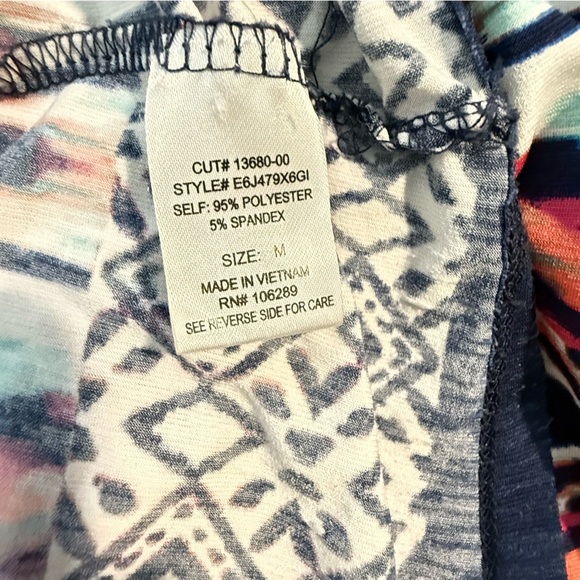 CUT# 13680-00
STYLE# E6J479X6GI
SELF: 95% POLYESTER
5% SPANDEX
SIZE: M
MADE IN VIETNAM
RN# 106289
SEE REVERSE SIDE FOR CARE